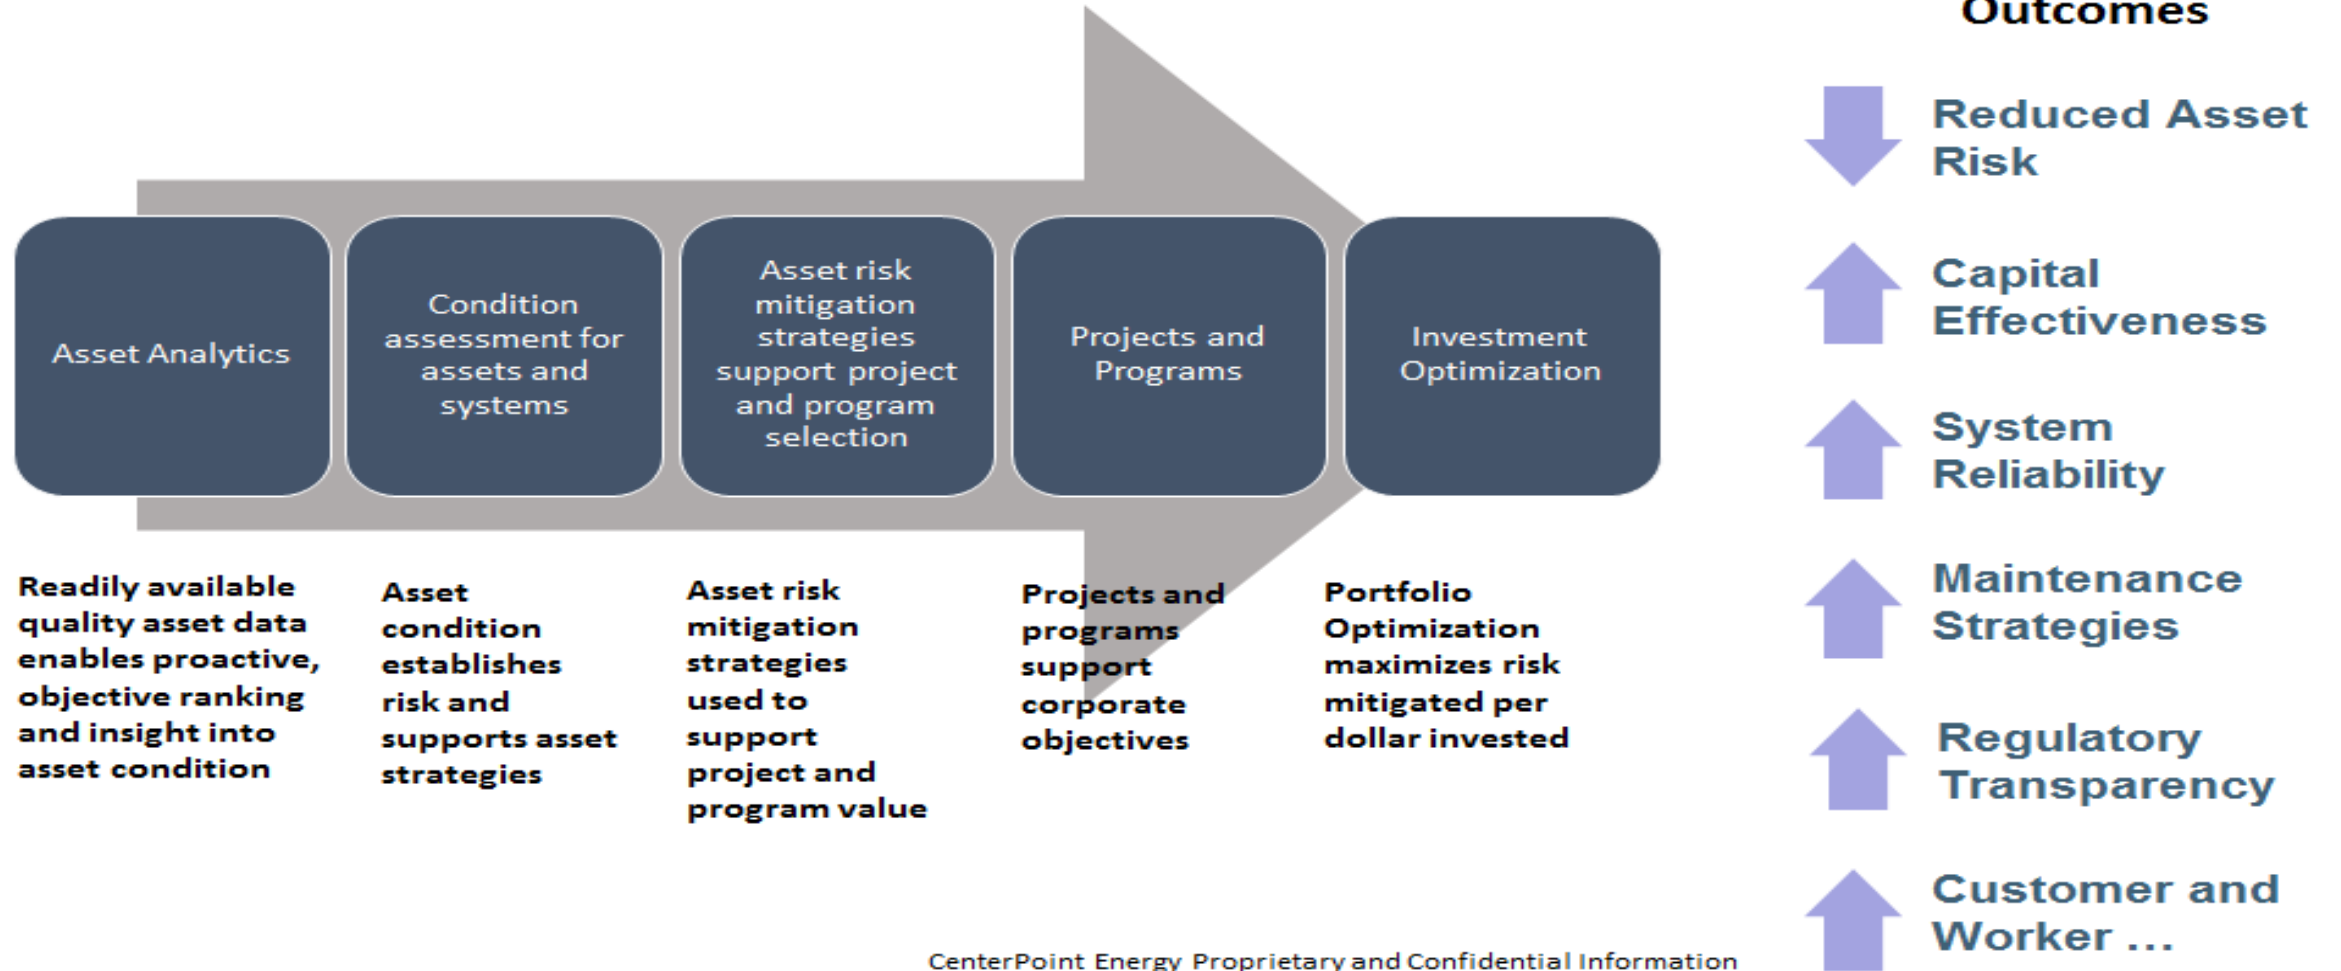 Outcomes
Asset Analytics
Condition
assessment for
assets and
systems
Asset risk
mitigation
strategies
support project
and program
selection
Projects and
Programs
Investment
Optimization
Readily available
quality asset data
enables proactive,
objective ranking
and insight into
asset condition
Asset
condition
establishes
risk and
supports asset
strategies
Asset risk
mitigation
strategies
used to
support
project and
program value
Projects and
programs
support
corporate
objectives
Portfolio
Optimization
maximizes risk
mitigated per
dollar invested
Reduced Asset
Risk
Capital
Effectiveness
System
Reliability
Maintenance
Strategies
Regulatory
Transparency
Customer and
Worker ...
CenterPoint Energy Proprietary and Confidential Information